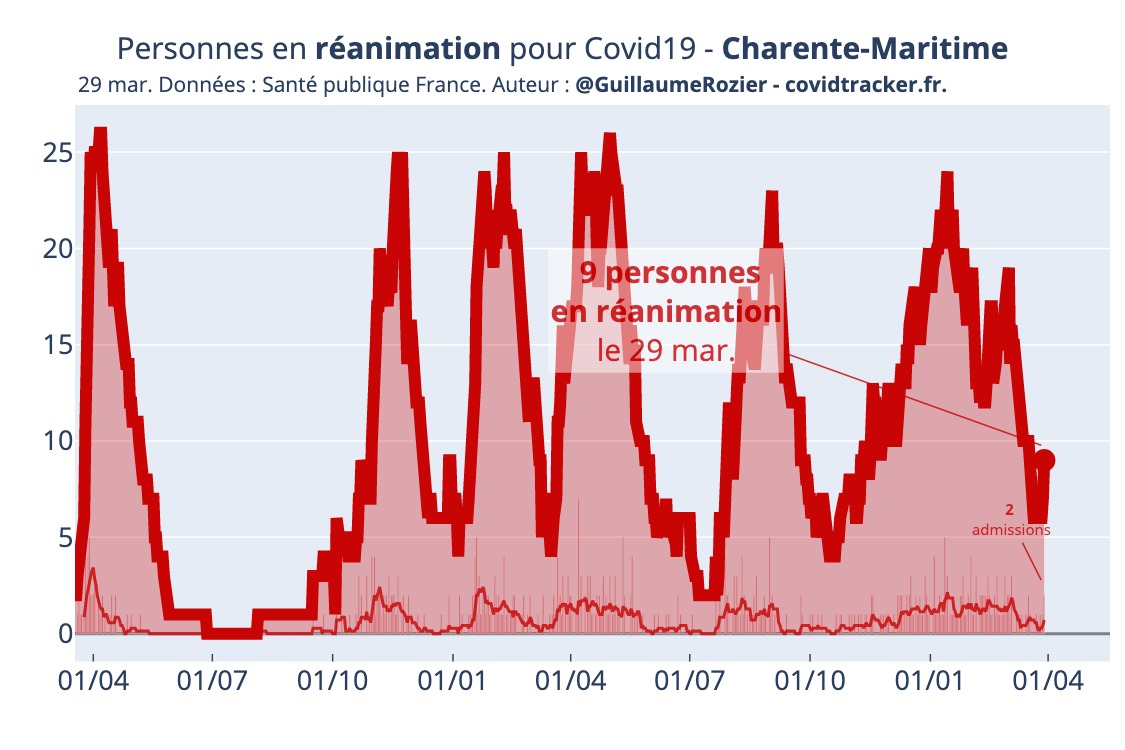 Personnes en réanimation pour Covid19 - Charente-Maritime
29 mar. Données : Santé publique France. Auteur : @GuillaumeRozier - covidtracker.fr.
25
20
15
10
5
0
9 personnes
en réanimation
le 29 mar.
2
admissions
01/04 01/07 01/10 01/01 01/04 01/07 01/10 01/01 01/04